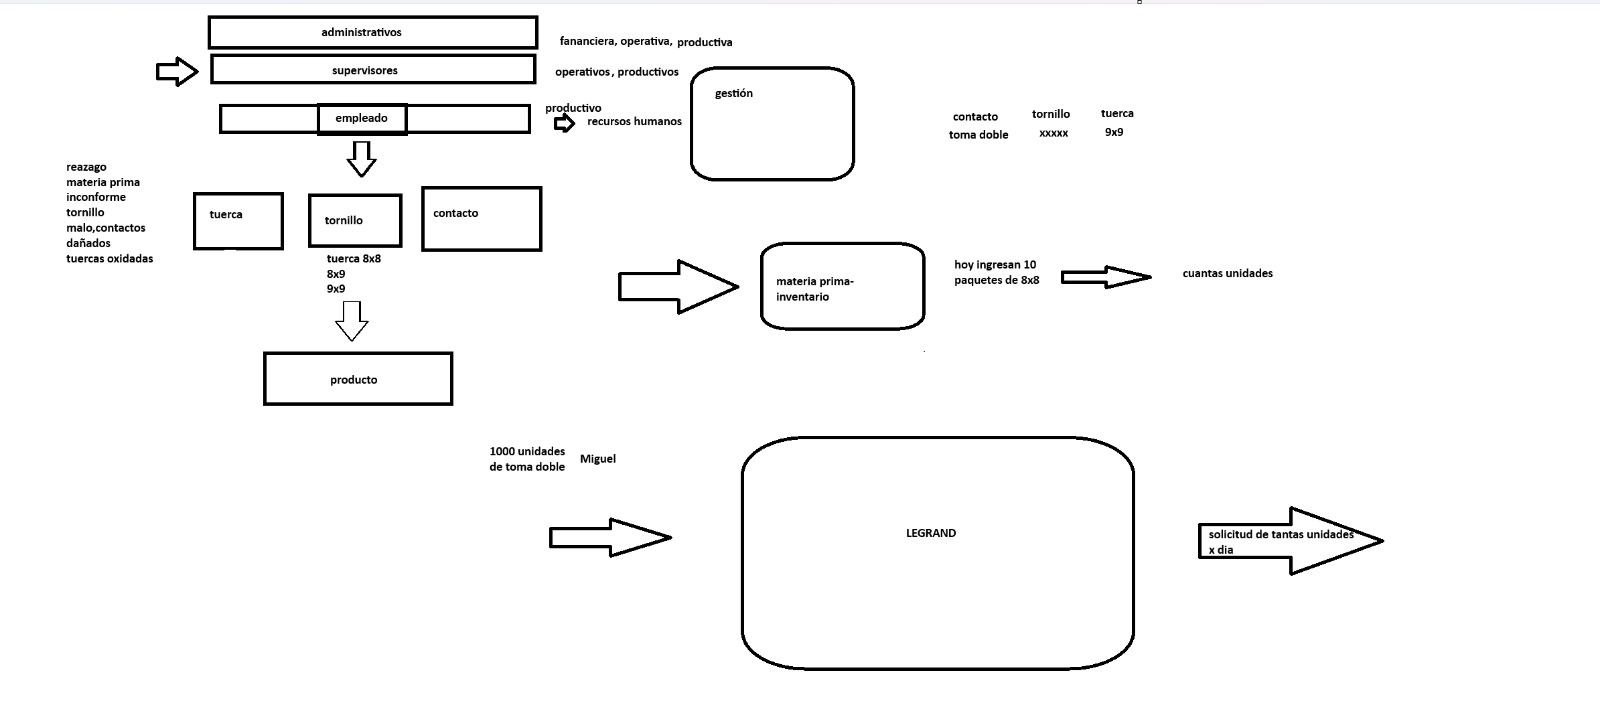 administrativos
fananciera, operativa, productiva
supervisores
operativos, productivos
gestión
productivo
empleado
recursos humanos
contacto
tornillo
tuerca
toma doble
xxxxx
9x9
reazago
materia prima
inconforme
tornillo
malo,contactos
dañados
tuercas oxidadas
tuerca
tornillo
contacto
tuerca 8x8
8x9
9x9
materia prima-
inventario
hoy ingresan 10
paquetes de 8x8
cuantas unidades
producto
1000 unidades
de toma doble
Miguel
LEGRAND
solicitud de tantas unidades
x dia